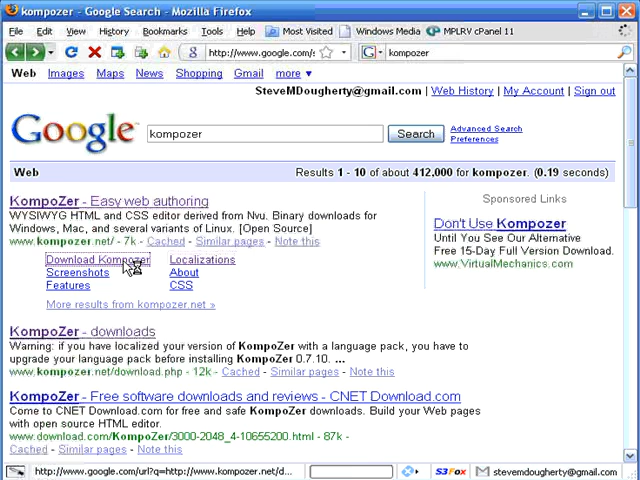 kompozer - Google Search - Mozilla Firefox
File Edit View History Bookmarks Tools Help Most Visited Windows Media MPLRV cPanel 11
http://www.google.com/s
kompozer
Web Images Maps News Shopping Gmail more ▼
SteveMDougherty@gmail.com | Web History | My Account | Sign out
Google kompozer Search Advanced Search
Preferences
Web Results 1 - 10 of about 412,000 for kompozer. (0.19 seconds)
KompoZer - Easy web authoring
WYSIWYG HTML and CSS editor derived from Nvu. Binary downloads for
Windows, Mac, and several variants of Linux. [Open Source]
www.kompozer.net/ - 7k - Cached - Similar pages - Note this
Download Kompozer Localizations
Screenshots About
Features CSS
More results from kompozer.net »
Sponsored Links
Don't Use Kompozer
Until You See Our Alternative
Free 15-Day Full Version Download.
www.VirtualMechanics.com
KompoZer - downloads
Warning: if you have localized your version of KompoZer with a language pack, you have to
upgrade your language pack before installing KompoZer 0.7.10. ...
www.kompozer.net/download.php - 12k - Cached - Similar pages - Note this
KompoZer - Free software downloads and reviews - CNET Download.com
Come to CNET Download.com for free and safe KompoZer downloads. Build your Web pages
with open source HTML editor.
www.download.com/KompoZer/3000-2048_4-10655200.html - 87k -
Cached - Similar pages - Note this
http://www.google.com/url?q=http://www.kompozer.net/d... S3Fox stevemdougherty@gmail.com